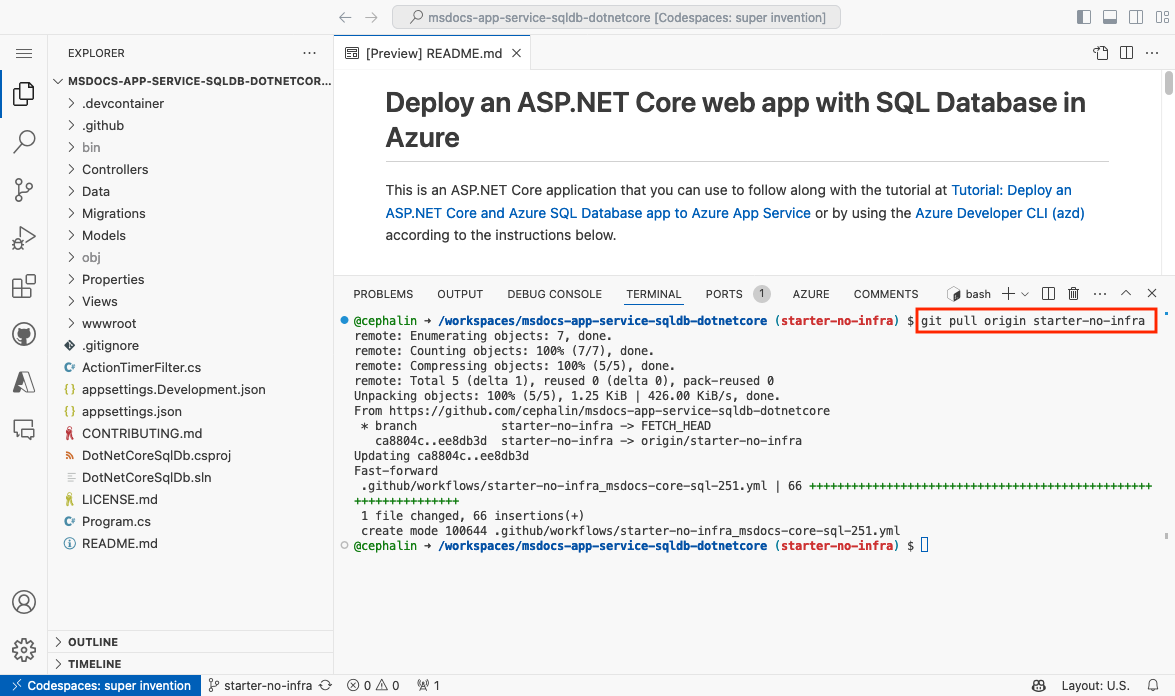 msdocs-app-service-sqldb-dotnetcore [Codespaces: super invention]
EXPLORER
MSDOCS-APP-SERVICE-SQLDB-DOTNETCOR...
.devcontainer
.github
bin
Controllers
Data
Migrations
Models
obj
Properties
Views
wwwroot
.gitignore
ActionTimerFilter.cs
{} appsettings.Development.json
{} appsettings.json
CONTRIBUTING.md
DotNetCoreSqlDb.csproj
DotNetCoreSqlDb.sln
LICENSE.md
Program.cs
README.md
OUTLINE
TIMELINE
[Preview] README.md
Deploy an ASP.NET Core web app with SQL Database in
Azure
This is an ASP.NET Core application that you can use to follow along with the tutorial at Tutorial: Deploy an
ASP.NET Core and Azure SQL Database app to Azure App Service or by using the Azure Developer CLI (azd)
according to the instructions below.
PROBLEMS OUTPUT DEBUG CONSOLE TERMINAL PORTS 1 AZURE COMMENTS bash
@cephalin ➜ /workspaces/msdocs-app-service-sqldb-dotnetcore (starter-no-infra) $ git pull origin starter-no-infra
remote: Enumerating objects: 7, done.
remote: Counting objects: 100% (7/7), done.
remote: Compressing objects: 100% (5/5), done.
remote: Total 5 (delta 1), reused 0 (delta 0), pack-reused 0
Unpacking objects: 100% (5/5), 1.25 KiB | 426.00 KiB/s, done.
From https://github.com/cephalin/msdocs-app-service-sqldb-dotnetcore
* branch starter-no-infra -> FETCH_HEAD
ca8804c..ee8db3d starter-no-infra -> origin/starter-no-infra
Updating ca8804c..ee8db3d
Fast-forward
.github/workflows/starter-no-infra_msdocs-core-sql-251.yml | 66 +++++++++++++++++++++++++++++++++++++++++++++++++
+++++++++++++++
1 file changed, 66 insertions(+)
create mode 100644 .github/workflows/starter-no-infra_msdocs-core-sql-251.yml
@cephalin ➜ /workspaces/msdocs-app-service-sqldb-dotnetcore (starter-no-infra) $
Codespaces: super invention starter-no-infra 0 0 1 Layout: U.S.